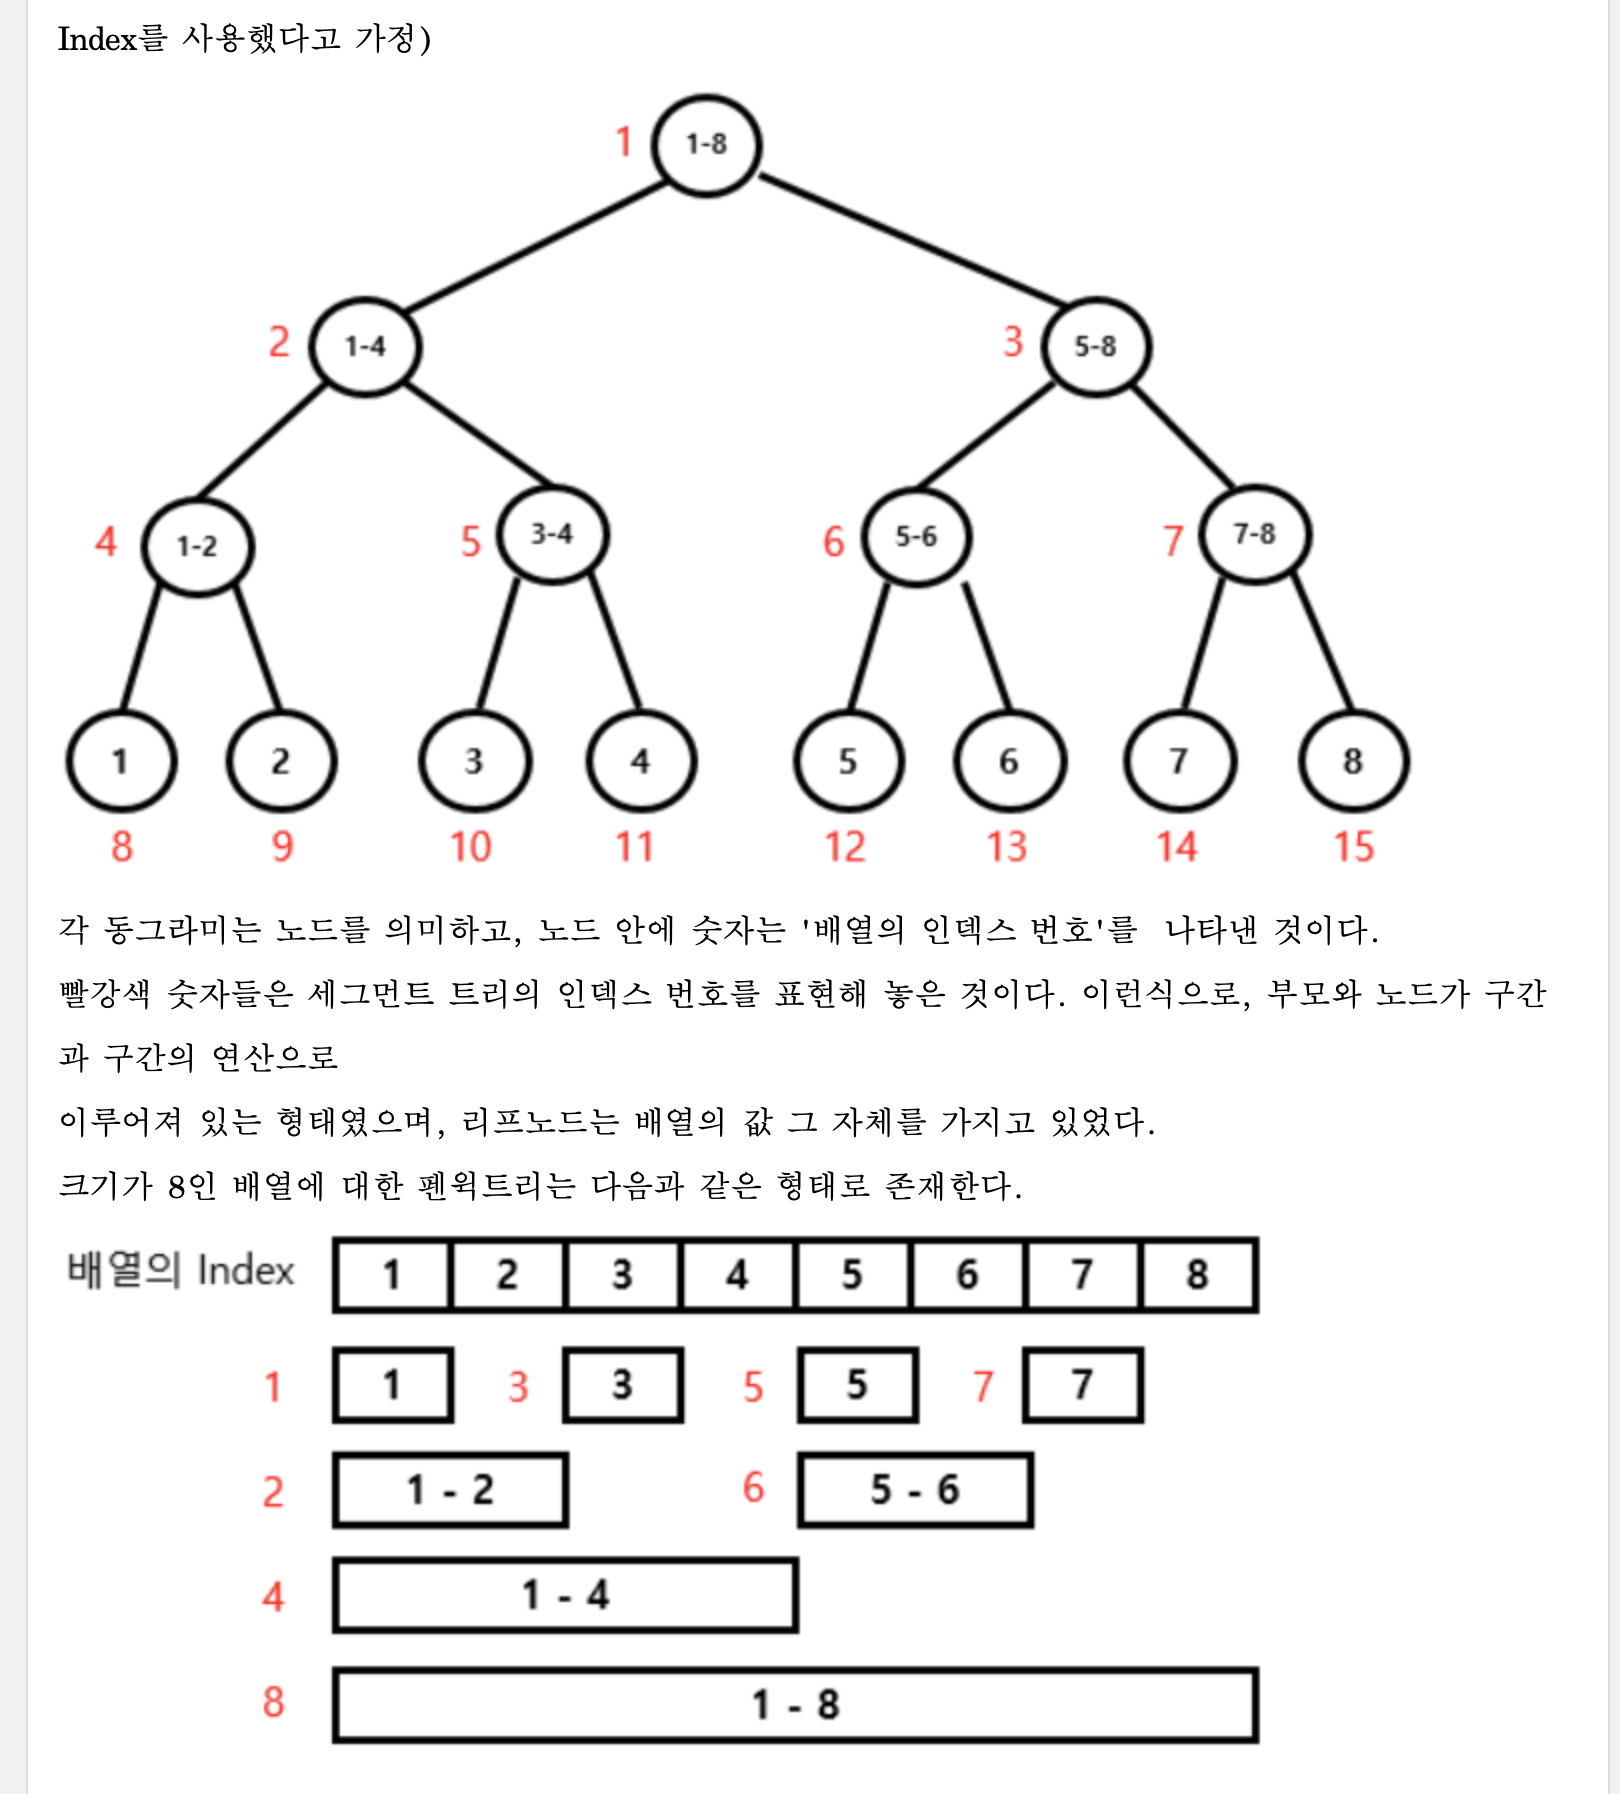 Index를 사용했다고 가정)
1 1-8
2 1-4 3 5-8
4 1-2 5 3-4 6 5-6 7 7-8
1 2 3 4 5 6 7 8
8 9 10 11 12 13 14 15
각 동그라미는 노드를 의미하고, 노드 안에 숫자는 '배열의 인덱스 번호'를 나타낸 것이다.
빨강색 숫자들은 세그먼트 트리의 인덱스 번호를 표현해 놓은 것이다. 이런식으로, 부모와 노드가 구간
과 구간의 연산으로
이루어져 있는 형태였으며, 리프노드는 배열의 값 그 자체를 가지고 있었다.
크기가 8인 배열에 대한 펜윅트리는 다음과 같은 형태로 존재한다.
배열의 Index 1 2 3 4 5 6 7 8
1 1 3 3 5 5 7 7
2 1 - 2 6 5 - 6
4 1 - 4
8 1 - 8